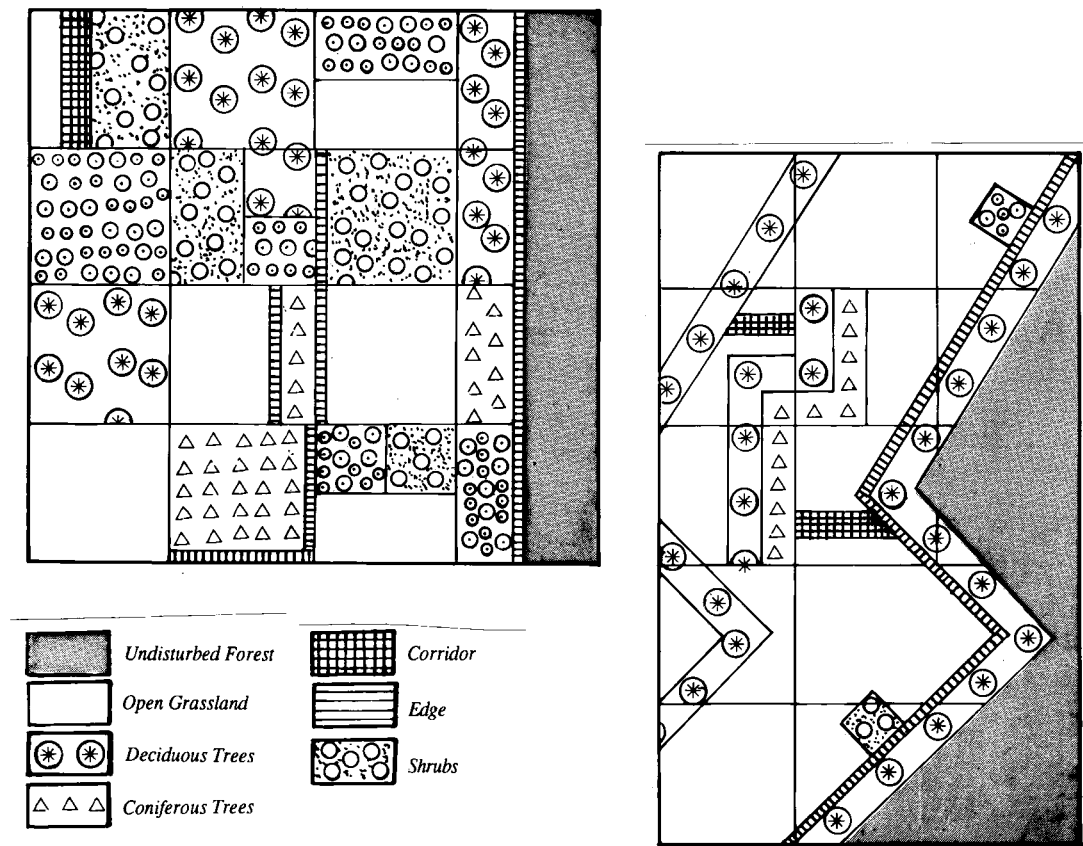 Undisturbed Forest
Open Grassland
Deciduous Trees
Coniferous Trees
Corridor
Edge
Shrubs